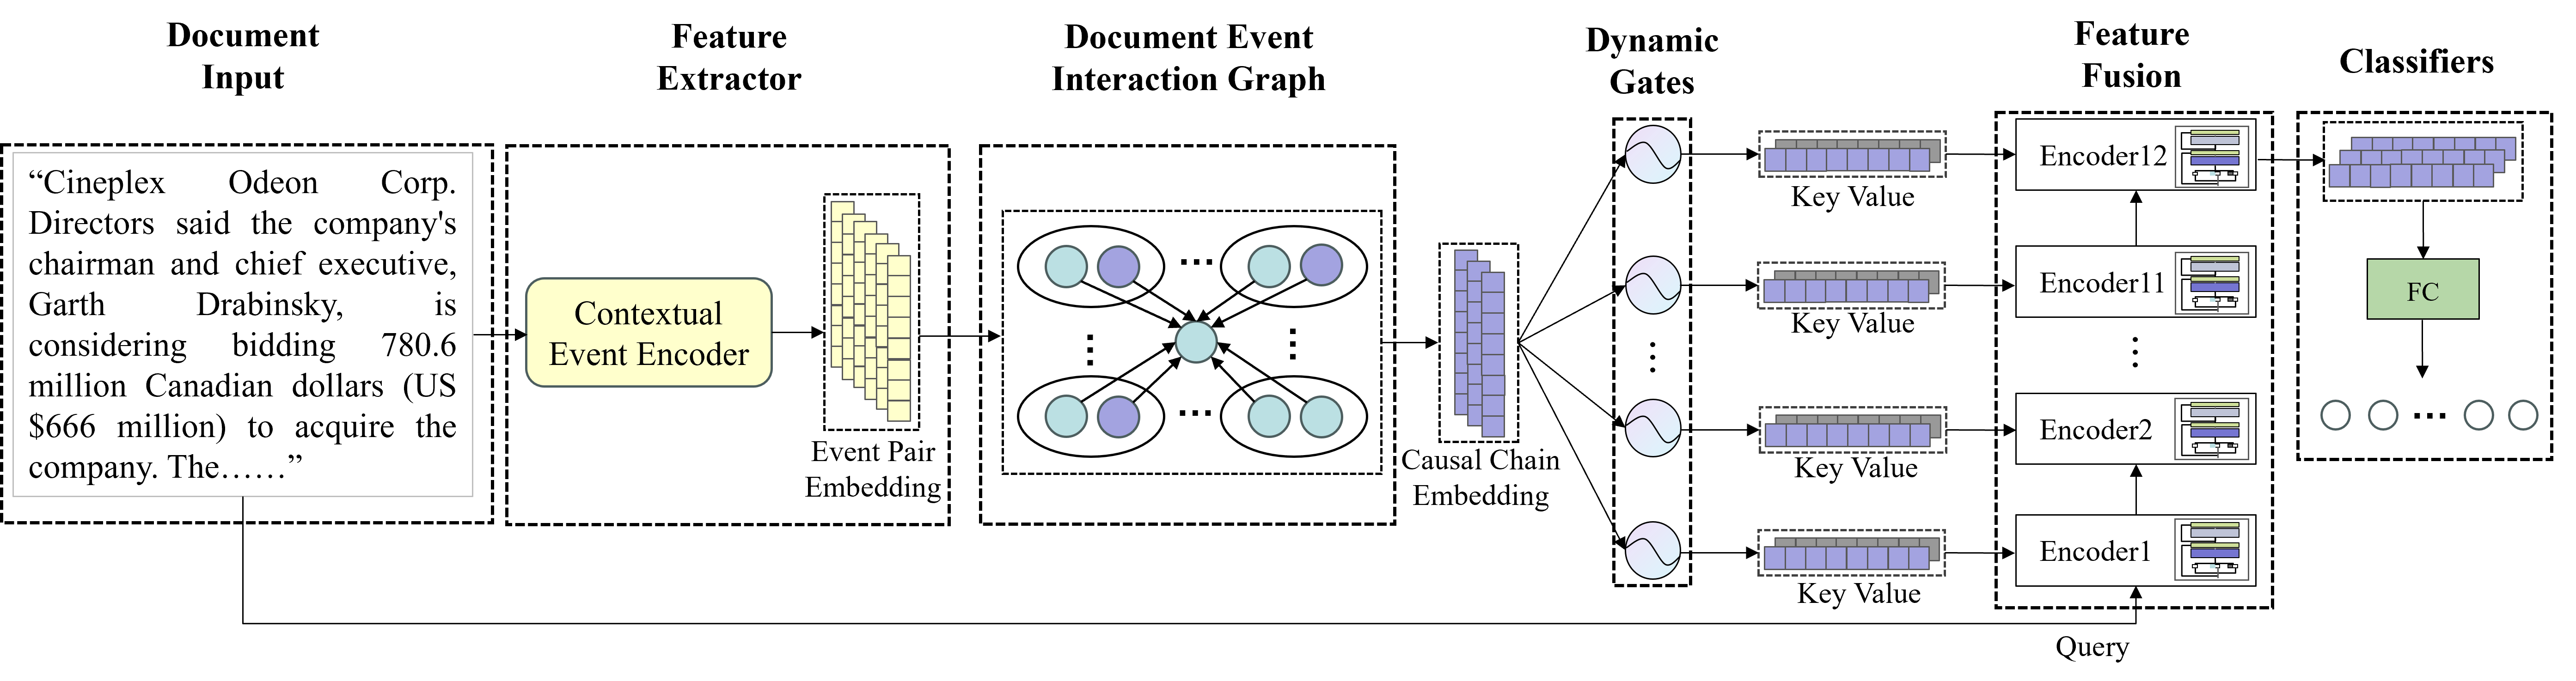 Document
Input
Feature
Extractor
Document Event
Interaction Graph
Dynamic
Gates
Feature
Fusion
Classifiers
“Cineplex Odeon Corp.
Directors said the company's
chairman and chief executive,
Garth Drabinsky, is
considering bidding 780.6
million Canadian dollars (US
$666 million) to acquire the
company. The……”
Contextual
Event Encoder
Event Pair
Embedding
Causal Chain
Embedding
Key Value
Key Value
Key Value
Key Value
Encoder12
Encoder11
Encoder2
Encoder1
Query
FC